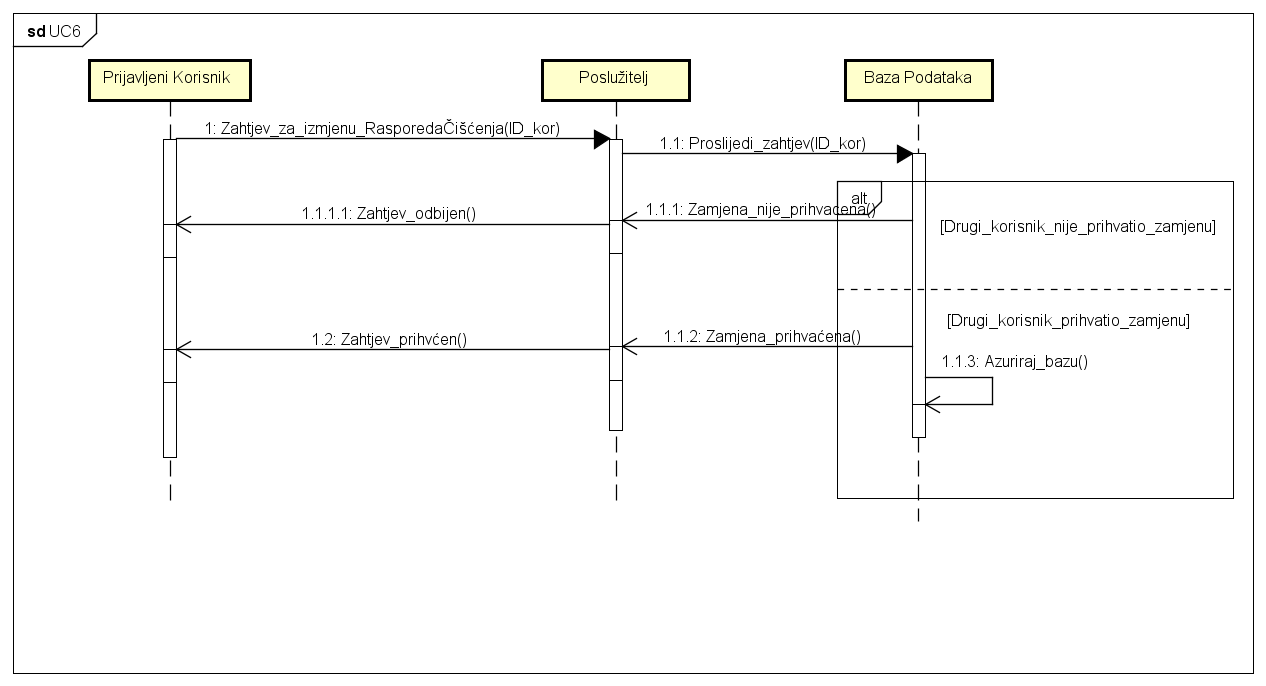 sd UC6
Prijavljeni Korisnik
Poslužitelj
Baza Podataka
1: Zahtjev_za_izmjenu_RasporedaČišćenja(ID_kor)
1.1: Proslijedi_zahtjev(ID_kor)
alt
1.1.1: Zamjena_nije_prihvaćena()
1.1.1.1: Zahtjev_odbijen()
[Drugi_korisnik_nije_prihvatio_zamjenu]
[Drugi_korisnik_prihvatio_zamjenu]
1.1.2: Zamjena_prihvaćena()
1.2: Zahtjev_prihvćen()
1.1.3: Azuriraj_bazu()